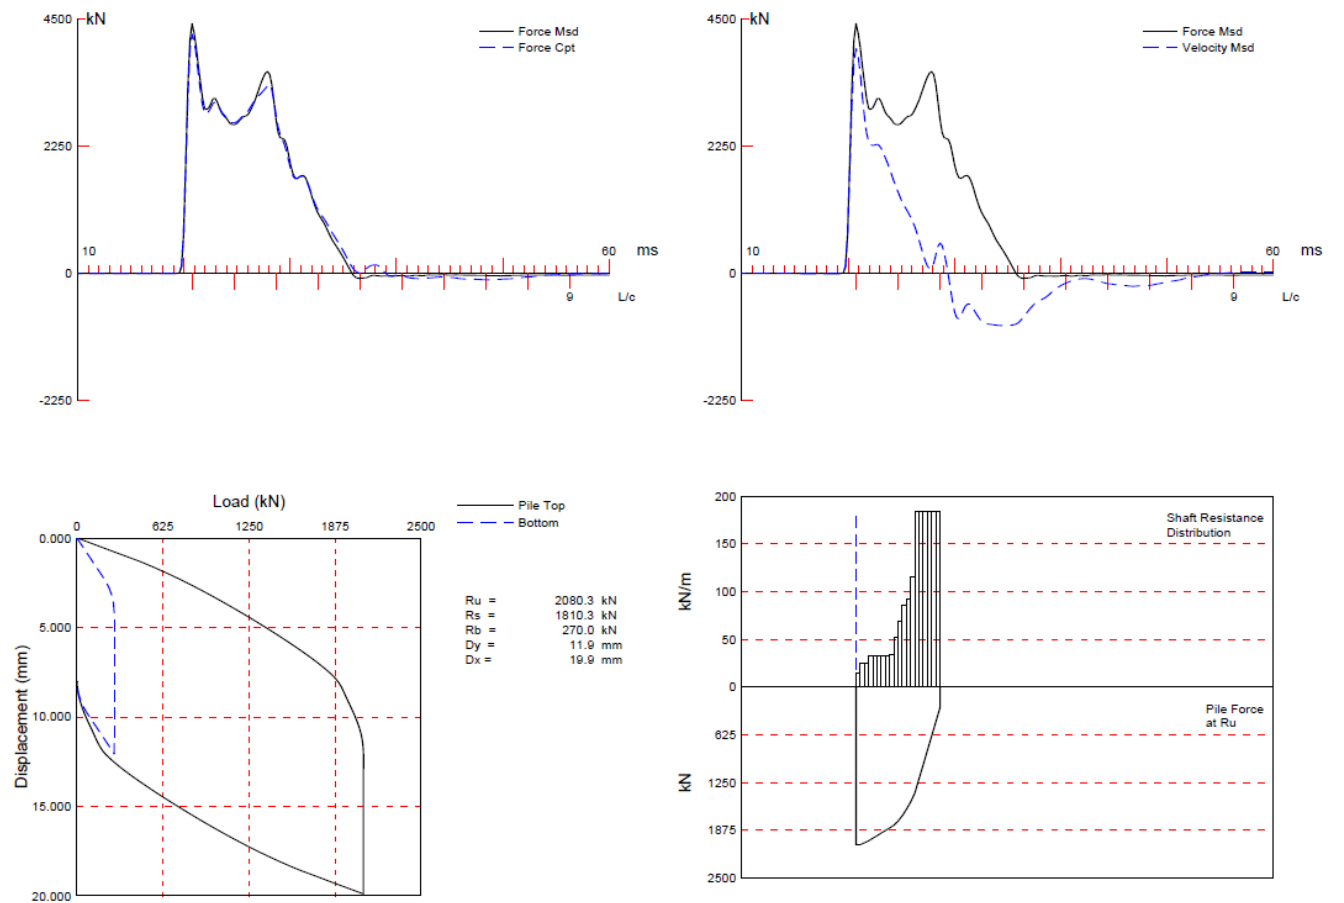 4500
kN
Force Msd
Force Cpt
2250
10
60
ms
0
9
L/c
-2250
4500
kN
Force Msd
Velocity Msd
2250
10
60
ms
0
9
L/c
-2250
Load (kN)
0 625 1250 1875 2500
Pile Top
Bottom
0.000
5.000
10.000
15.000
20.000
Displacement (mm)
Ru = 2080.3 kN
Rs = 1810.3 kN
Rb = 270.0 kN
Dy = 11.9 mm
Dx = 19.9 mm
200
150
100
50
0
kN/m
Shaft Resistance
Distribution
Pile Force
at Ru
625
1250
1875
2500
kN